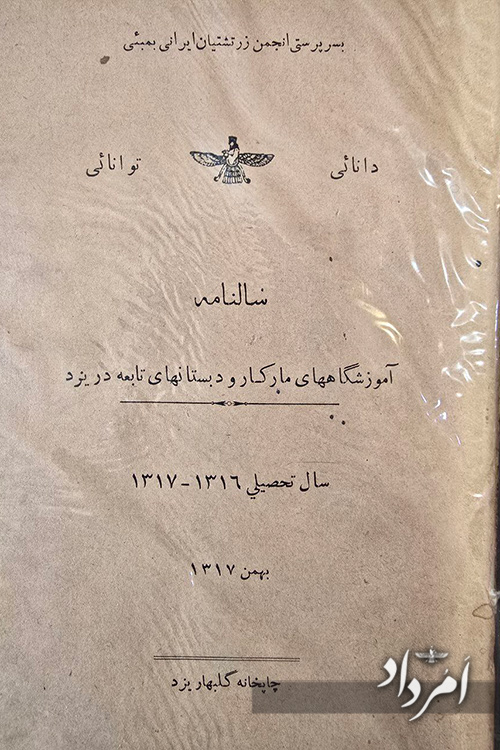 بسرپرستی انجمن زرتشتیان ایرانی بمبئی
دانائی توانائی
سالنامه
آموزشگاههای مارکار و دبستانهای تابعه در یزد
سال تحصیلی ۱۳۱۶-۱۳۱۷
بهمن ۱۳۱۷
چاپخانه گلبهار یزد
اَمُرداد